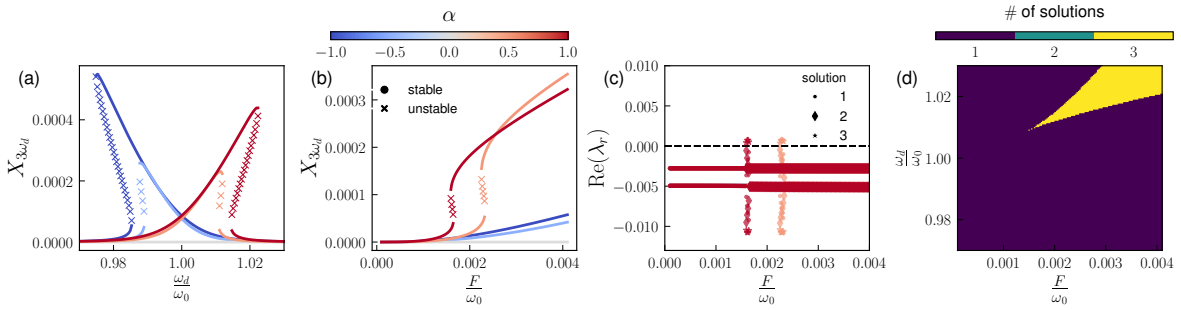 α
−1.0 −0.5 0.0 0.5 1.0
# of solutions
1 2 3
(a)
X_{3ω_d}
0.0004
0.0002
0.0000
0.98 1.00 1.02
ω_d/ω_0
(b)
stable
unstable
X_{3ω_d}
0.0003
0.0002
0.0001
0.0000
0.000 0.002 0.004
F/ω_0
(c)
solution
1
2
3
Re(λ_r)
0.010
0.005
0.000
−0.005
−0.010
0.000 0.001 0.002 0.003 0.004
F/ω_0
(d)
ω_d/ω_0
1.02
1.00
0.98
0.001 0.002 0.003 0.004
F/ω_0